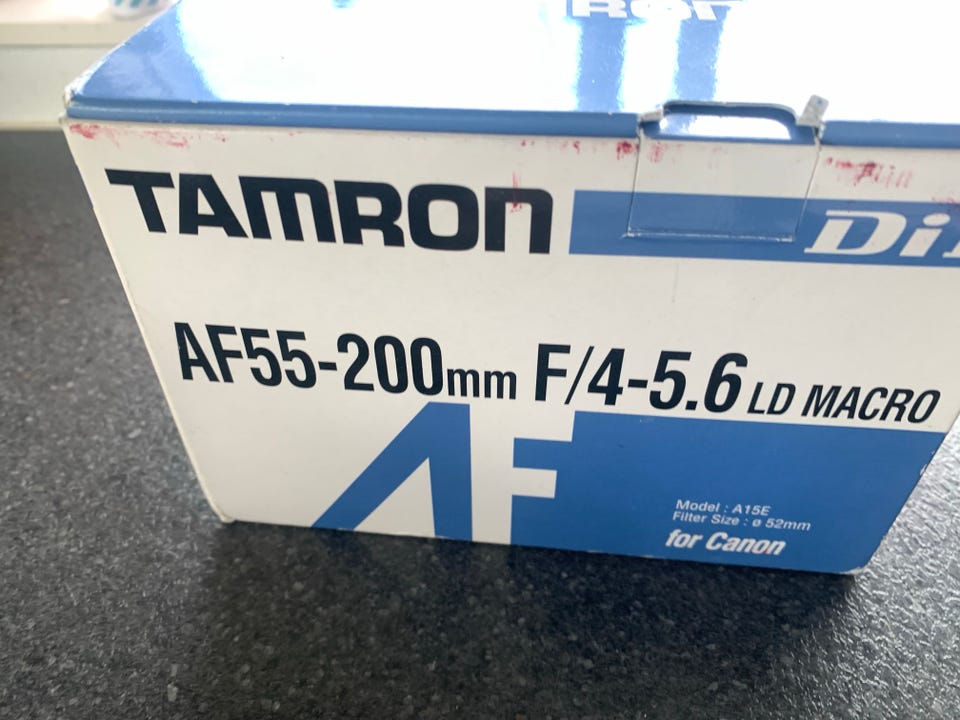 TAMRON Di
AF55-200mm F/4-5.6 LD MACRO
AF
Model : A15E
Filter Size : ø 52mm
for Canon